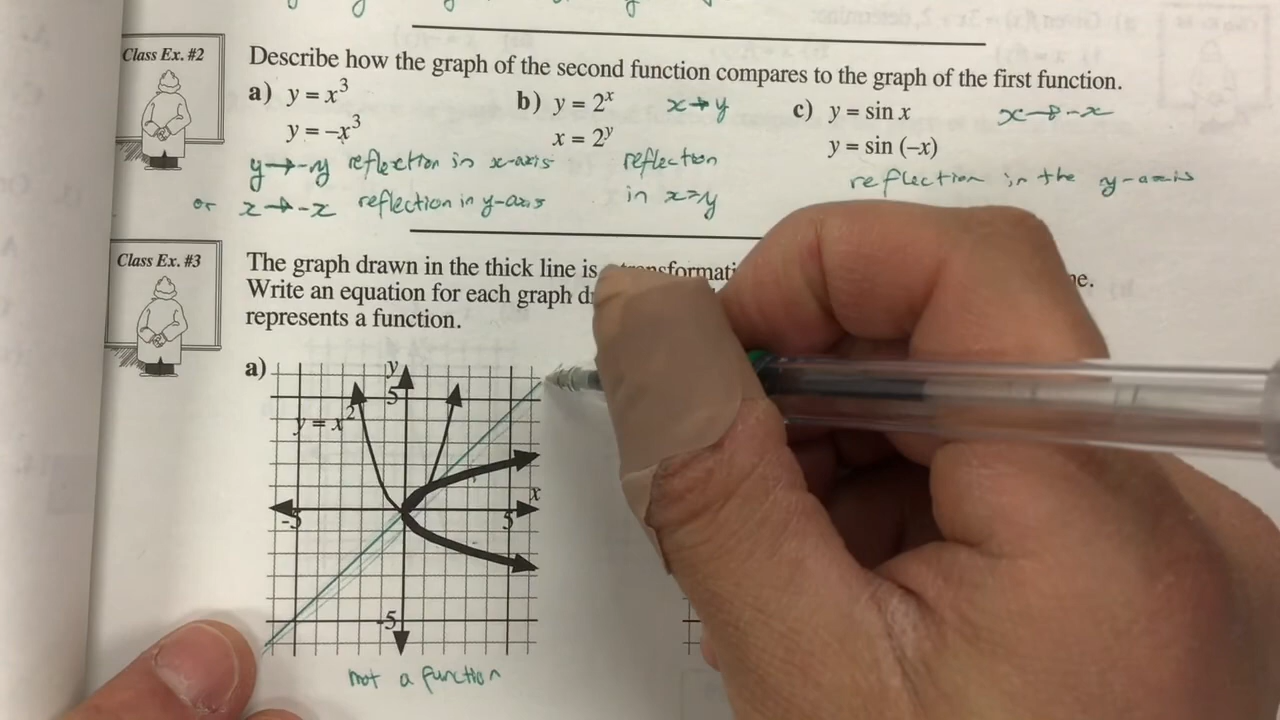 Class Ex. #2
Describe how the graph of the second function compares to the graph of the first function.
a) y = x³ b) y = 2ˣ x→y c) y = sin x x→-x
y = -x³ x = 2ʸ y = sin (-x)
y→-y reflection in x-axis reflection reflection in the y-axis
or x→-x reflection in y-axis in x=y
Class Ex. #3
The graph drawn in the thick line is transformati
Write an equation for each graph
represents a function.
a)
y
5
y = x²
x
-5
5
-5
not a function